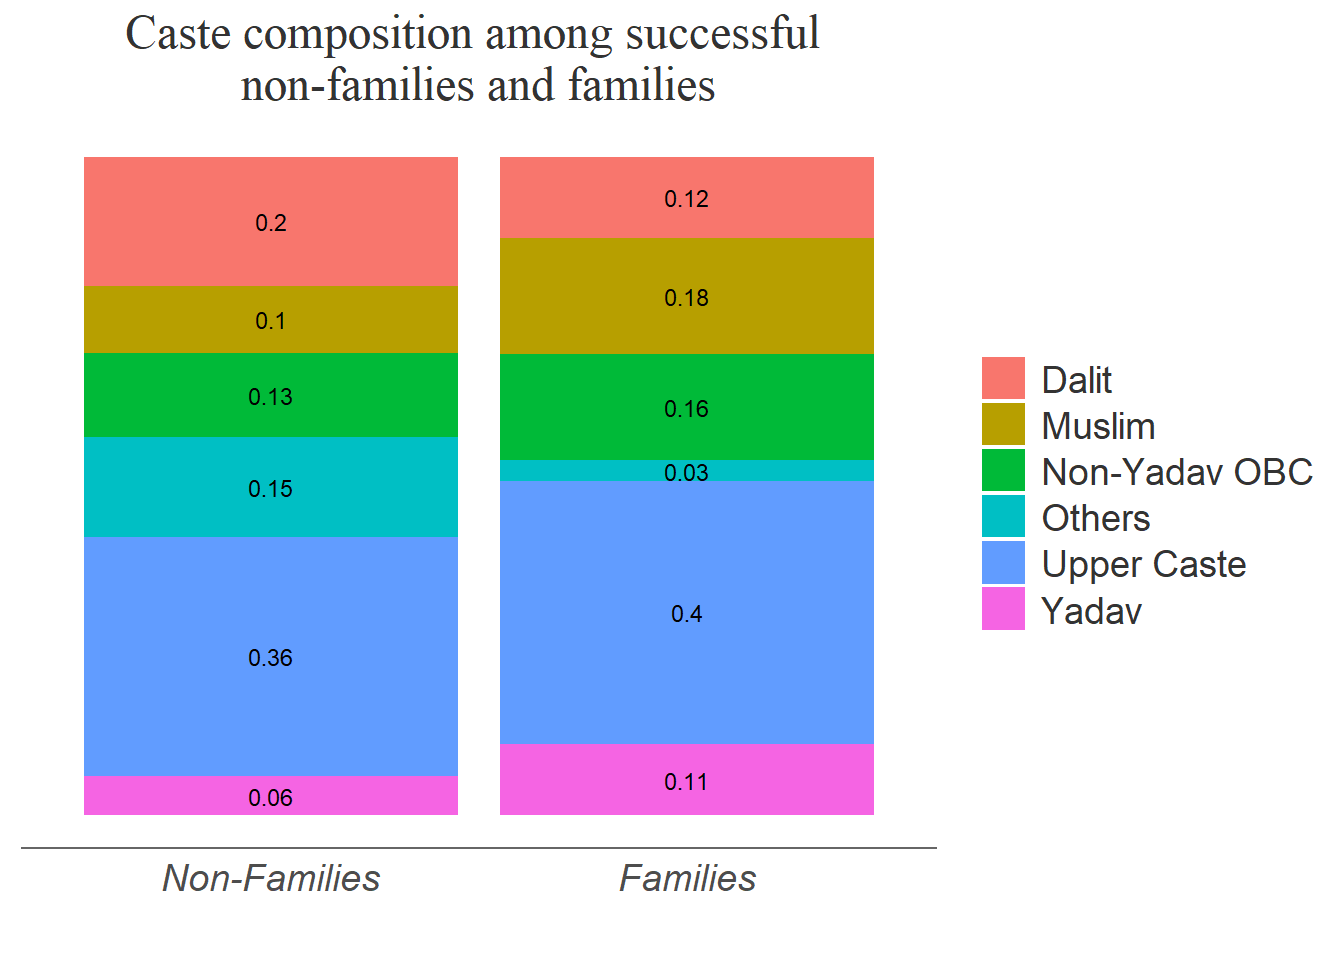 Caste composition among successful
non-families and families
0.2
0.1
0.13
0.15
0.36
0.06
0.12
0.18
0.16
0.03
0.4
0.11
Non-Families
Families
Dalit
Muslim
Non-Yadav OBC
Others
Upper Caste
Yadav